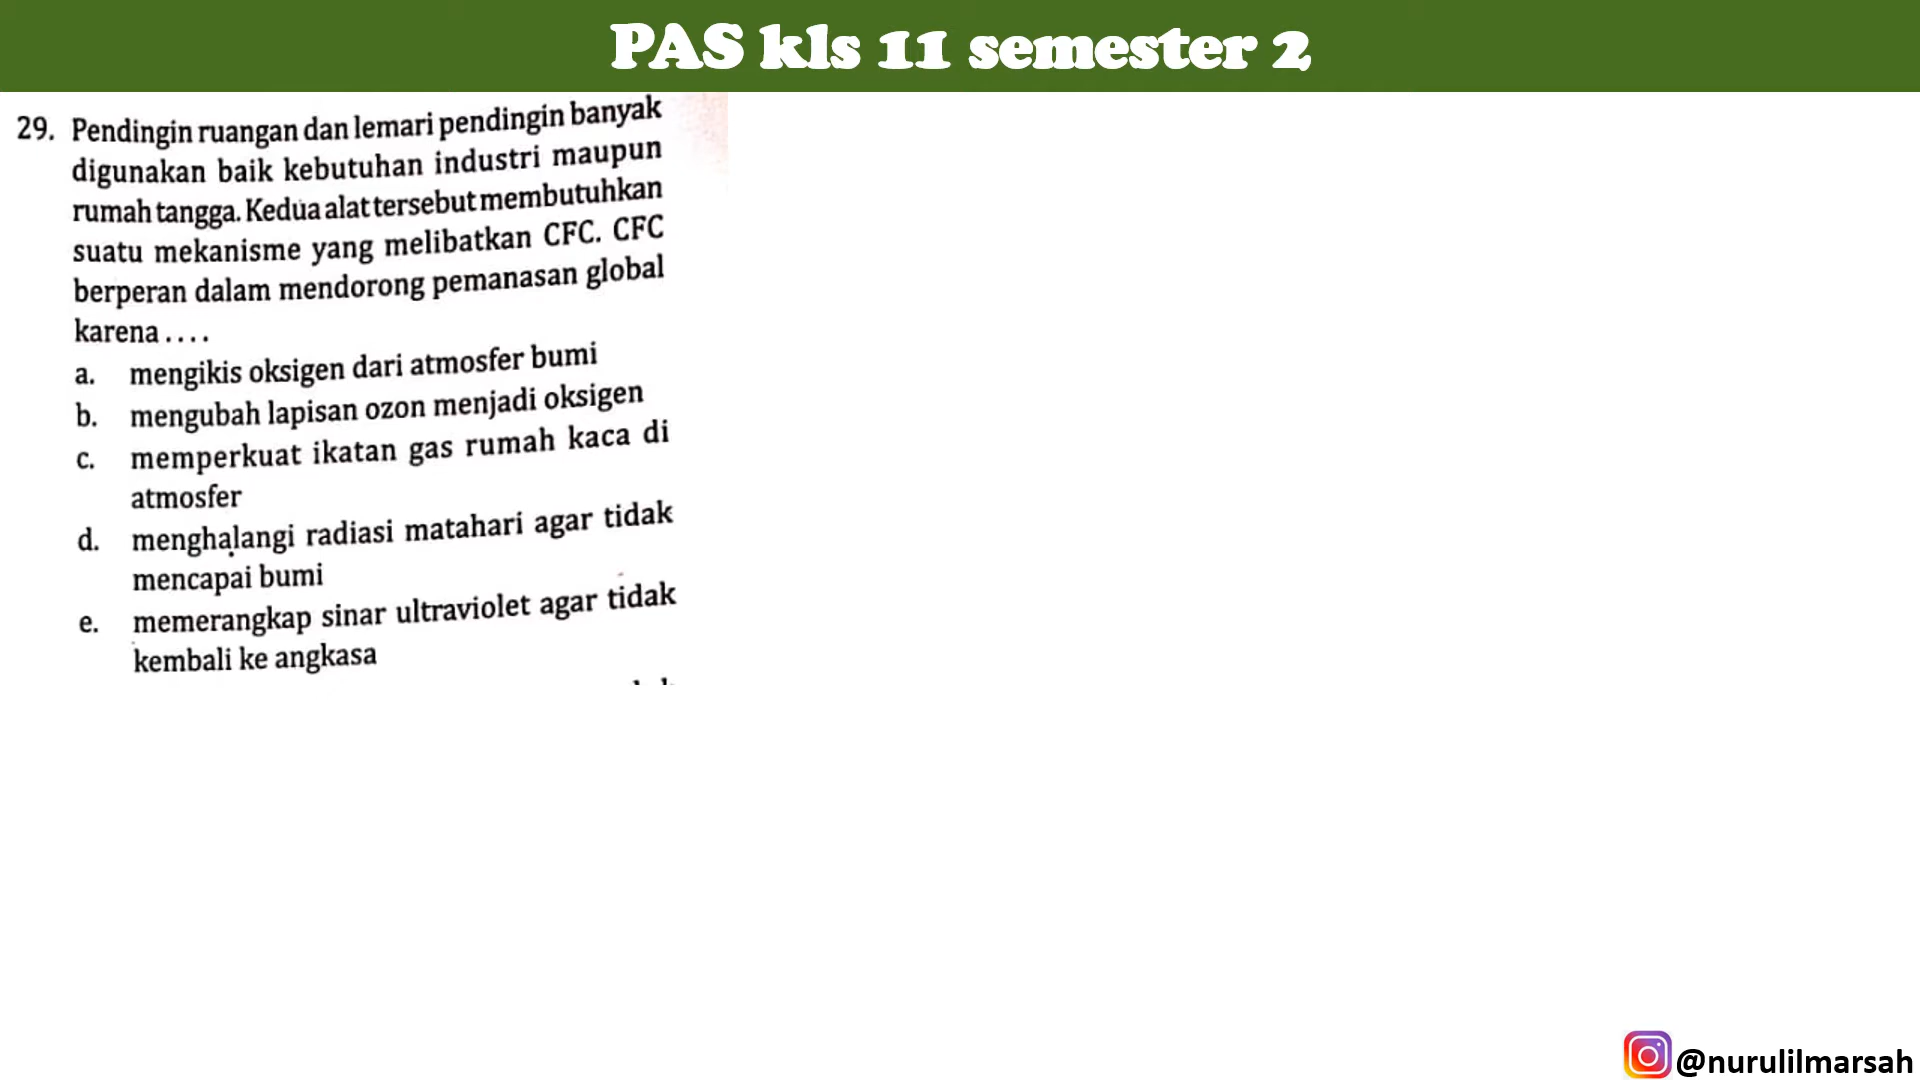 PAS kls 11 semester 2
29. Pendingin ruangan dan lemari pendingin banyak
digunakan baik kebutuhan industri maupun
rumah tangga. Kedua alat tersebut membutuhkan
suatu mekanisme yang melibatkan CFC. CFC
berperan dalam mendorong pemanasan global
karena ....
a. mengikis oksigen dari atmosfer bumi
b. mengubah lapisan ozon menjadi oksigen
c. memperkuat ikatan gas rumah kaca di
atmosfer
d. menghalangi radiasi matahari agar tidak
mencapai bumi
e. memerangkap sinar ultraviolet agar tidak
kembali ke angkasa
@nurulilmarsah